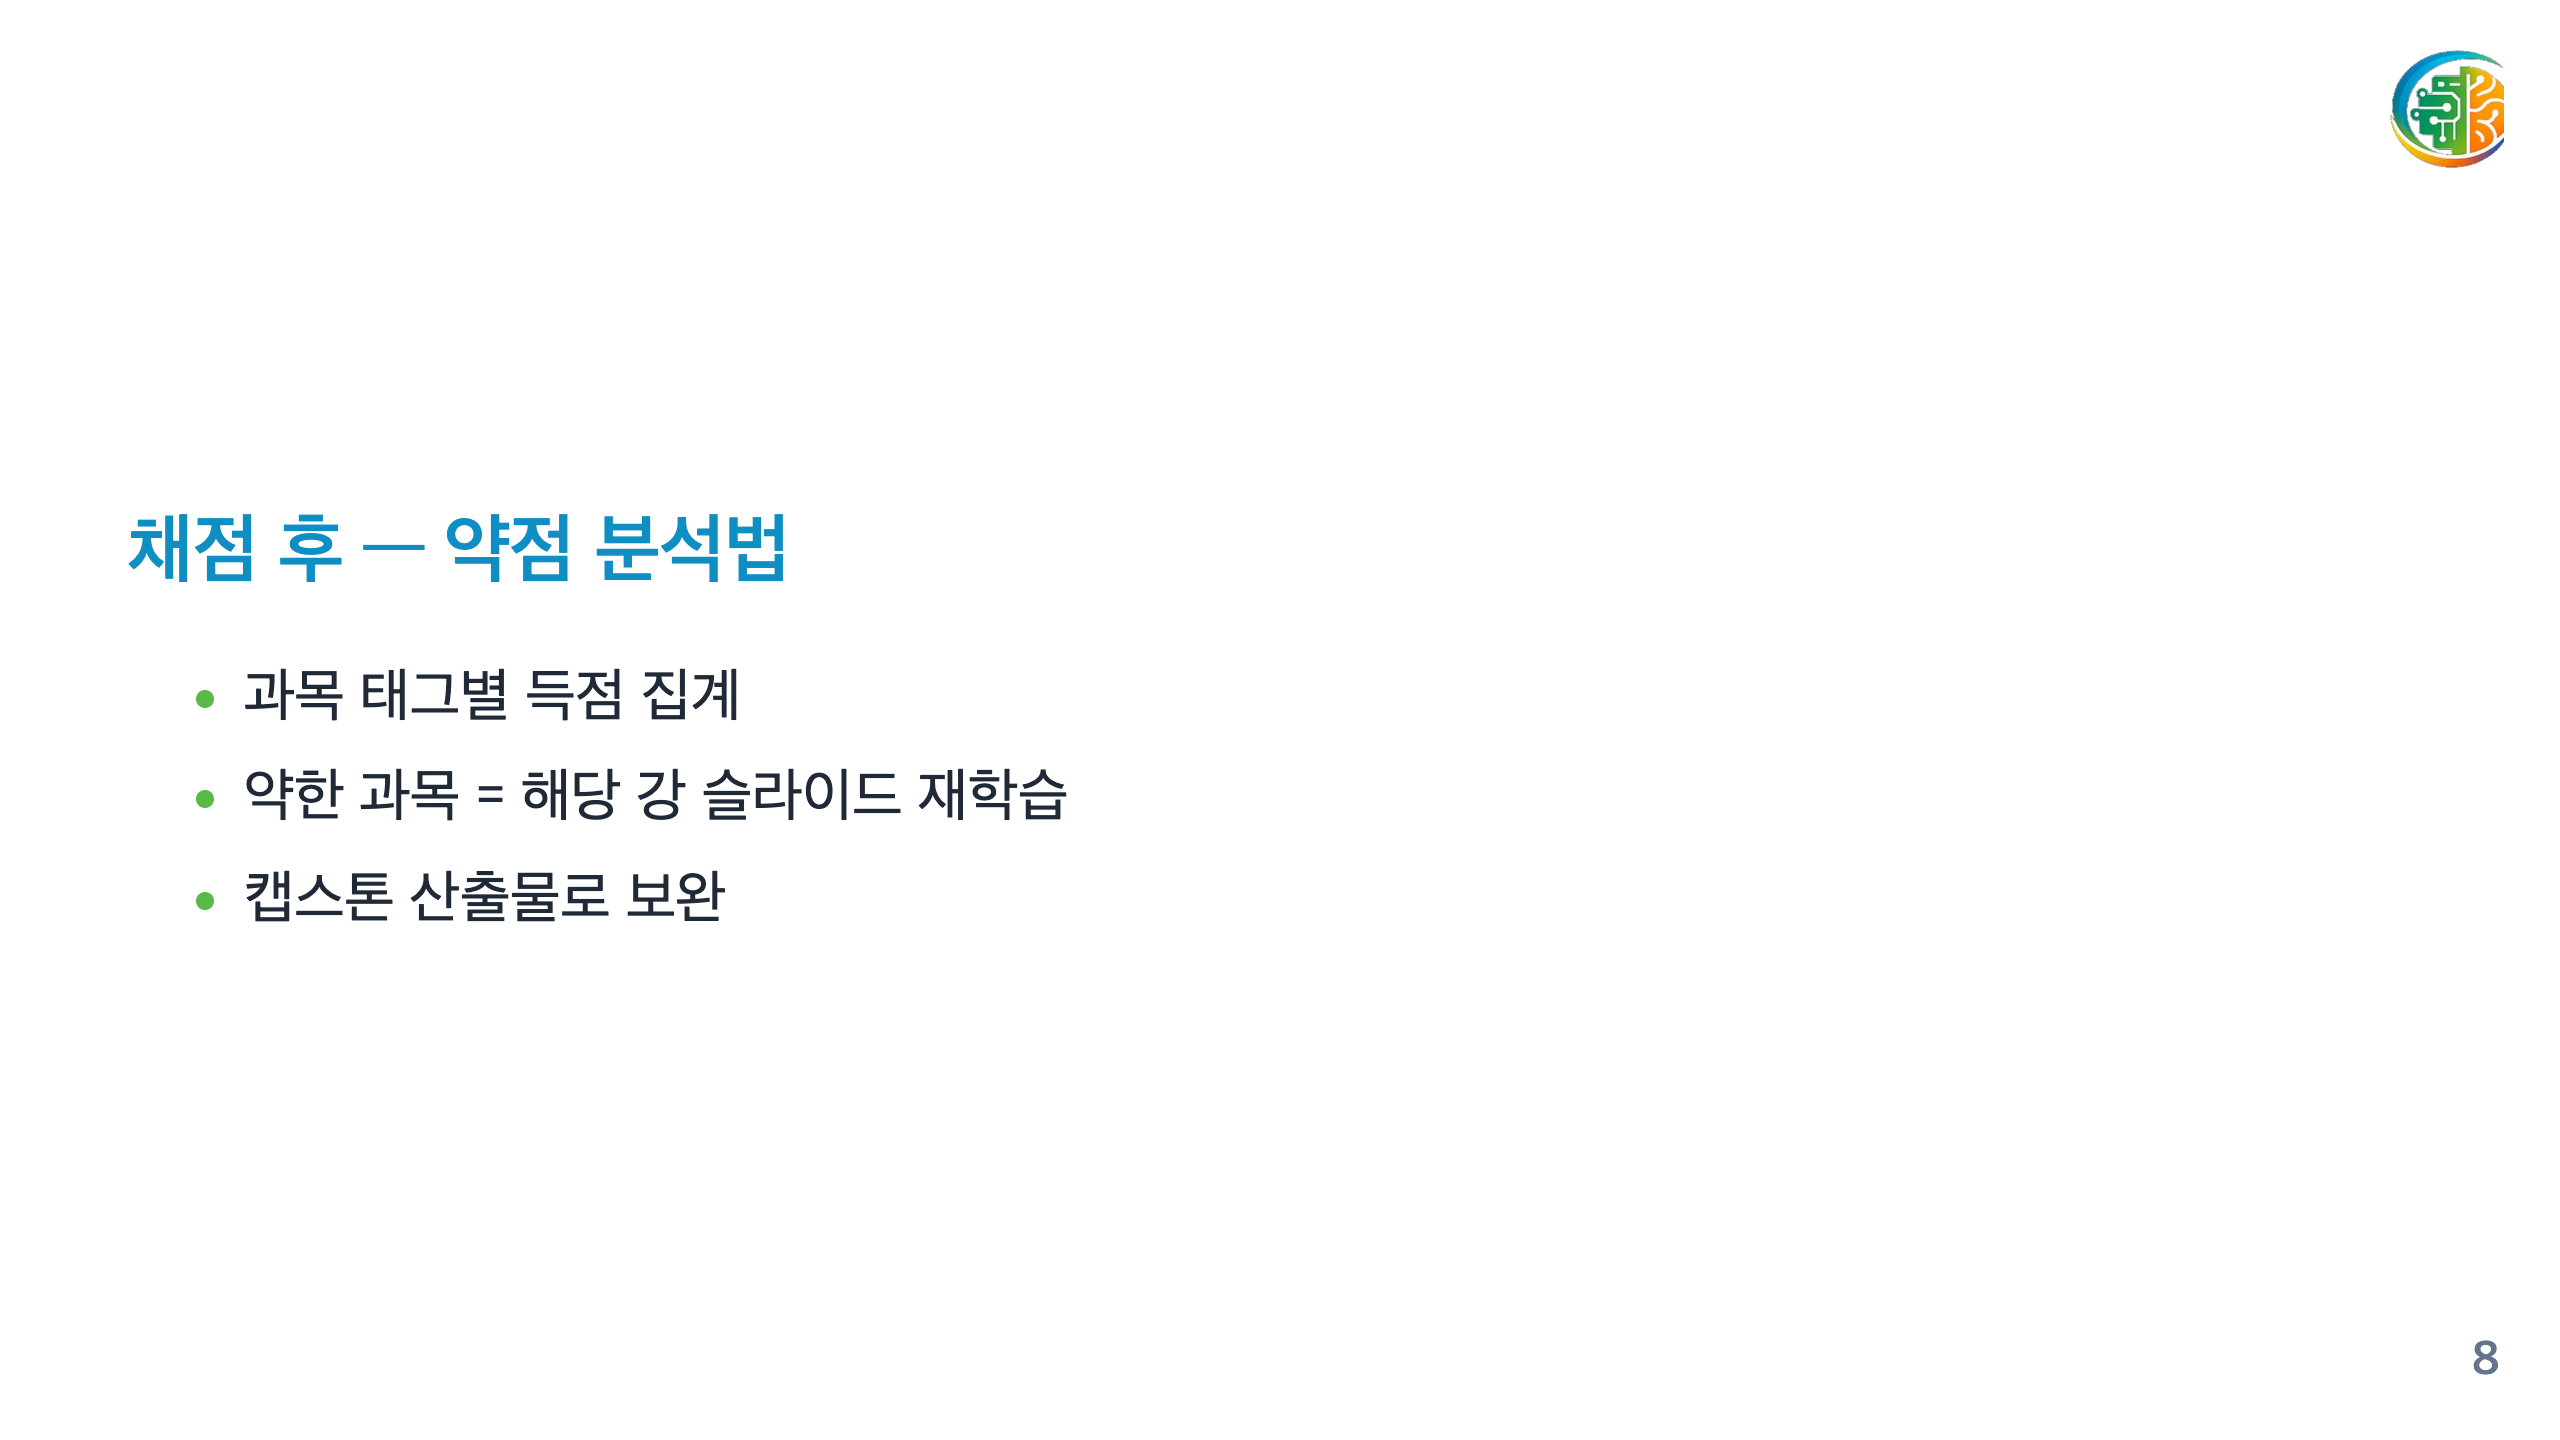 채점 후 — 약점 분석법
• 과목 태그별 득점 집계
• 약한 과목 = 해당 강 슬라이드 재학습
• 캡스톤 산출물로 보완
8